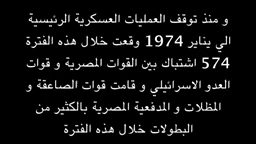 و منذ توقف العمليات العسكرية الرئيسية
الي يناير 1974 وقعت خلال هذه الفترة
574 اشتباك بين القوات المصرية و قوات
العدو الاسرائيلي و قامت قوات الصاعقة و
المظلات و المدفعية المصرية بالكثير من
البطولات خلال هذه الفترة